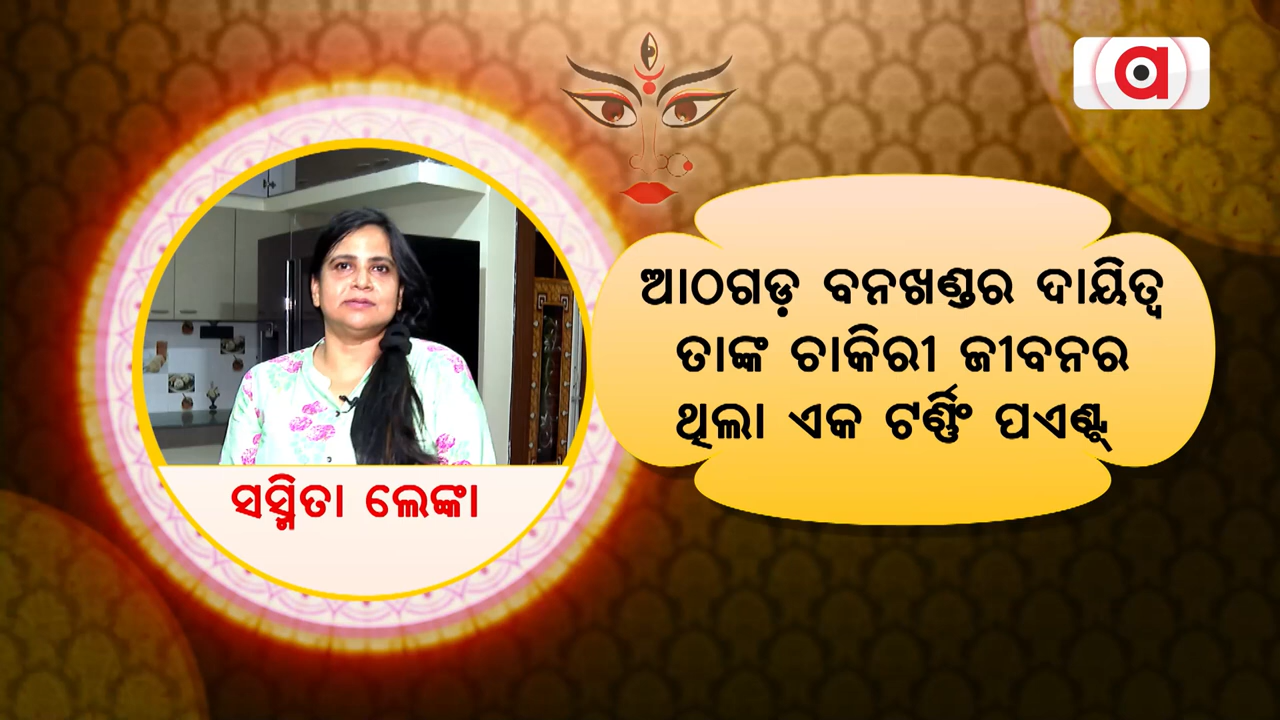 ଆଠଗଡ଼ ବନଖଣ୍ଡର ଦାୟିତ୍ୱ
ତାଙ୍କ ଚାକିରୀ ଜୀବନର
ଥିଲା ଏକ ଟର୍ଣ୍ଣିଂ ପଏଣ୍ଟ୍
ସସ୍ମିତା ଲେଙ୍କା